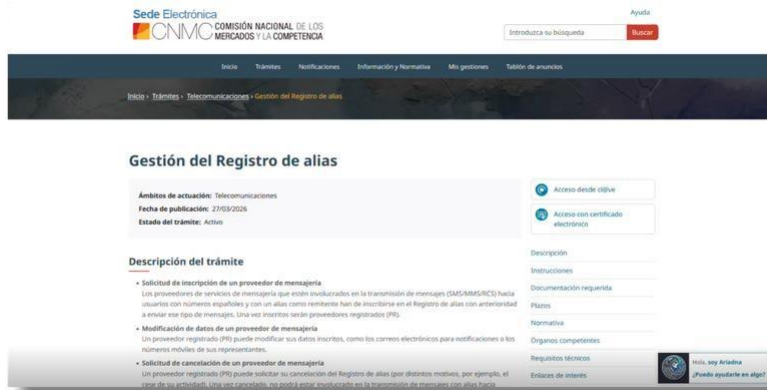 Sede Electrónica
CNMC COMISIÓN NACIONAL DE LOS
MERCADOS Y LA COMPETENCIA
Ayuda
Introduzca su búsqueda
Buscar
Inicio Trámites Notificaciones Información y Normativa Mis gestiones Tablón de anuncios
Inicio › Trámites › Telecomunicaciones › Gestión del Registro de alias
Gestión del Registro de alias
Ámbitos de actuación: Telecomunicaciones
Fecha de publicación: 27/03/2026
Estado del trámite: Activo
Acceso desde cl@ve
Acceso con certificado
electrónico
Descripción del trámite
• Solicitud de inscripción de un proveedor de mensajería
Los proveedores de servicios de mensajería que estén involucrados en la transmisión de mensajes (SMS/MMS/RCS) hacia
usuarios con números españoles y con un alias como remitente han de inscribirse en el Registro de alias con anterioridad
a enviar ese tipo de mensajes. Una vez inscritos serán proveedores registrados (PR).
• Modificación de datos de un proveedor de mensajería
Un proveedor registrado (PR) puede modificar sus datos inscritos, como los correos electrónicos para notificaciones o los
números móviles de sus representantes.
• Solicitud de cancelación de un proveedor de mensajería
Un proveedor registrado (PR) puede solicitar su cancelación del Registro de alias (por distintos motivos, por ejemplo, el
cese de su actividad). Una vez cancelado, no podrá estar involucrado en la transmisión de mensajes con alias hacia
Descripción
Instrucciones
Documentación requerida
Plazos
Normativa
Órganos competentes
Requisitos técnicos
Enlaces de interés
Hola, soy Ariadna
¿Puedo ayudarle en algo?